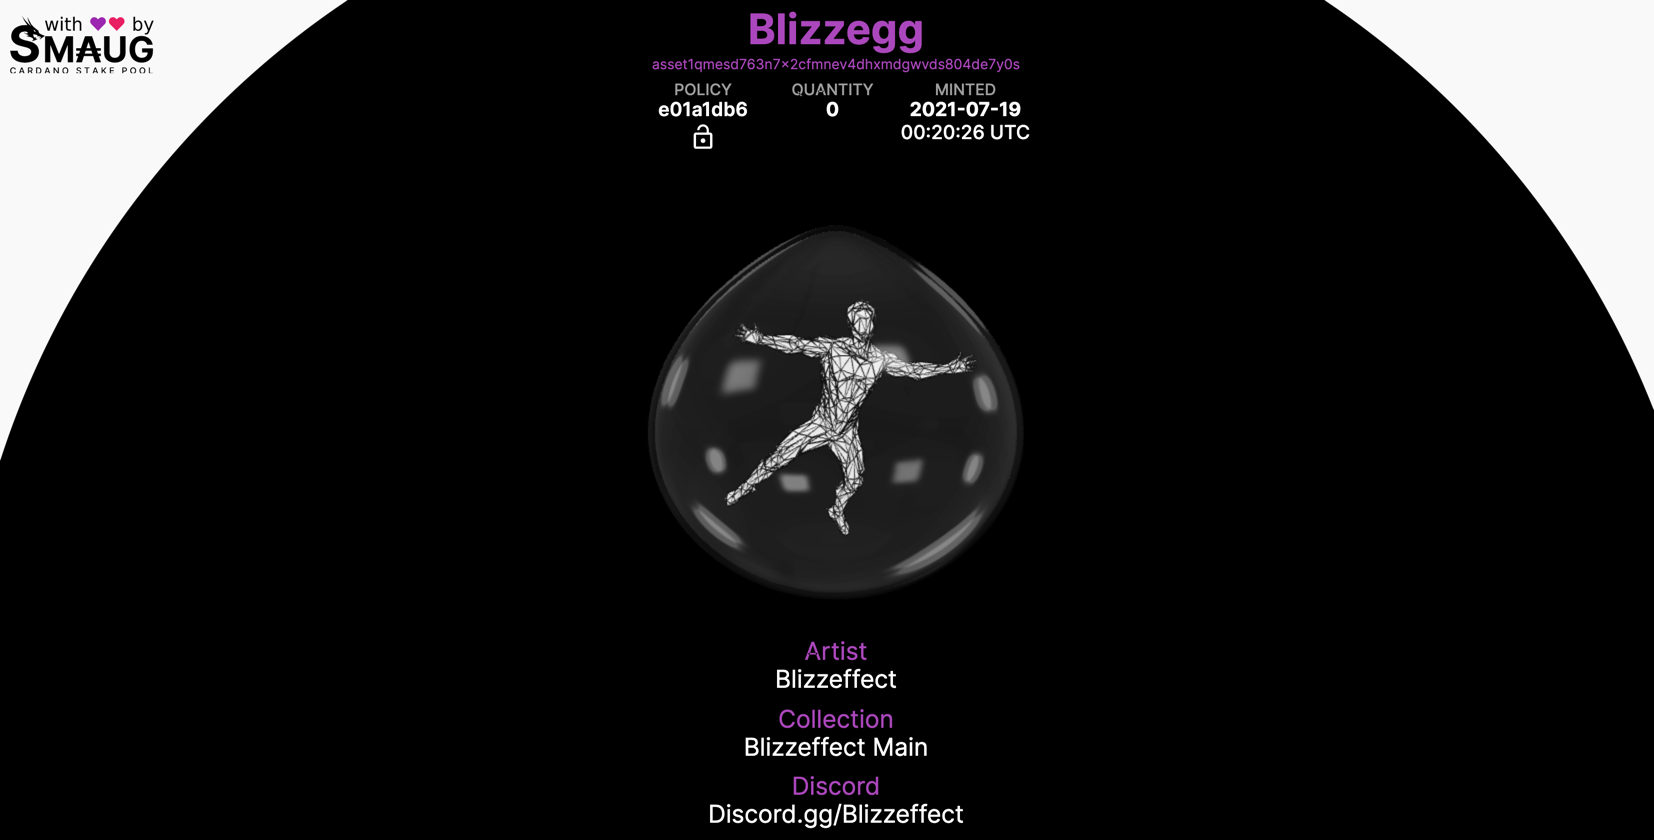 with 💜❤️ by
SMAUG
CARDANO STAKE POOL
Blizzegg
asset1qmesd763n7x2cfmnev4dhxmdgwvds804de7y0s
POLICY QUANTITY MINTED
e01a1db6 0 2021-07-19
00:20:26 UTC
Artist
Blizzeffect
Collection
Blizzeffect Main
Discord
Discord.gg/Blizzeffect